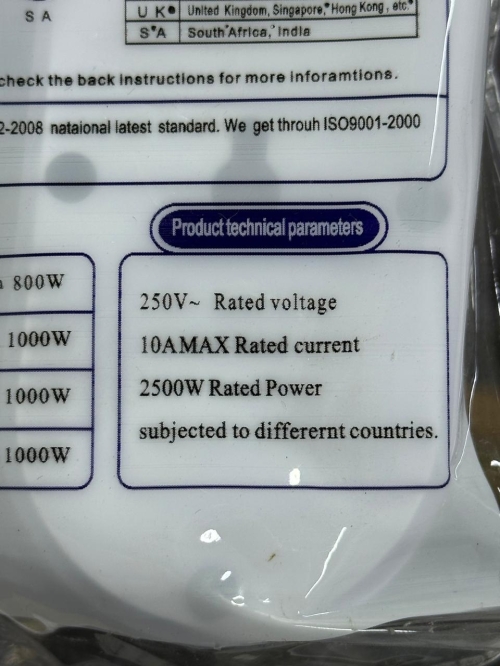 S A
U K United Kingdom, Singapore, Hong Kong, etc.
S A South Africa, India
check the back instructions for more inforamtions.
2-2008 nataional latest standard. We get throuh ISO9001-2000
Product technical parameters
800W
1000W
1000W
1000W
250V~ Rated voltage
10AMAX Rated current
2500W Rated Power
subjected to differernt countries.